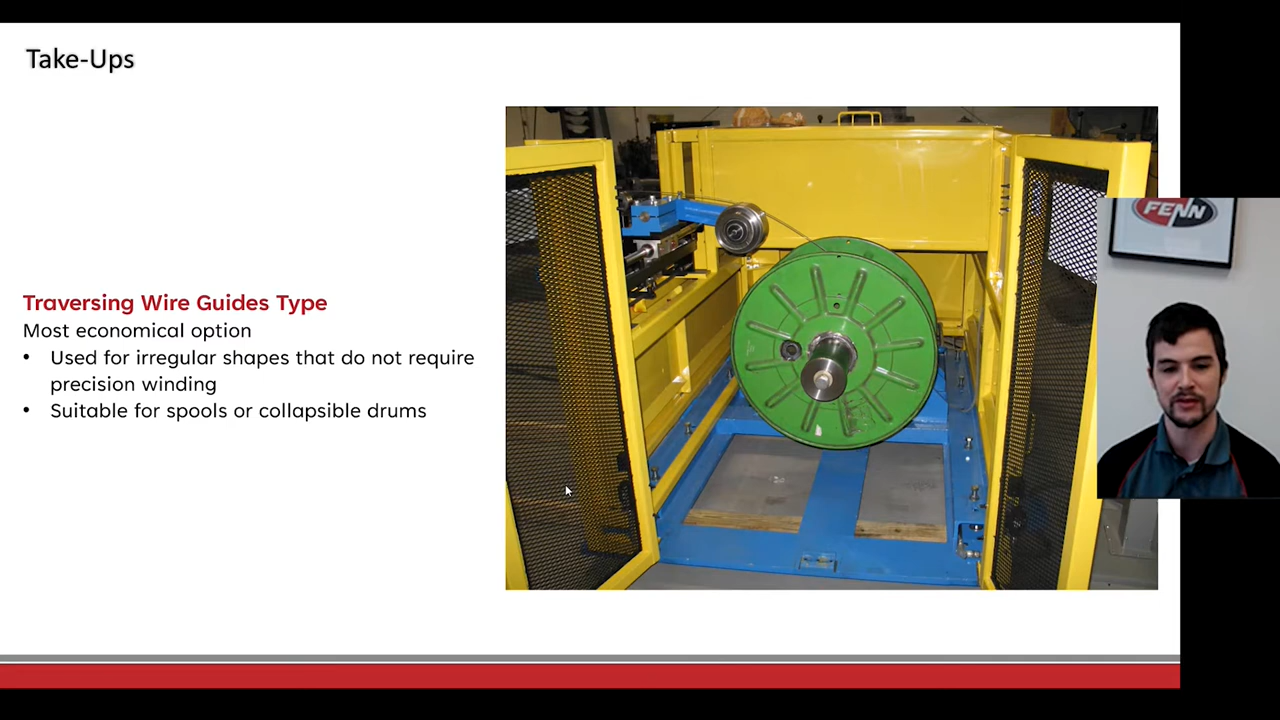 Take-Ups
FENN
Traversing Wire Guides Type
Most economical option
• Used for irregular shapes that do not require
precision winding
• Suitable for spools or collapsible drums